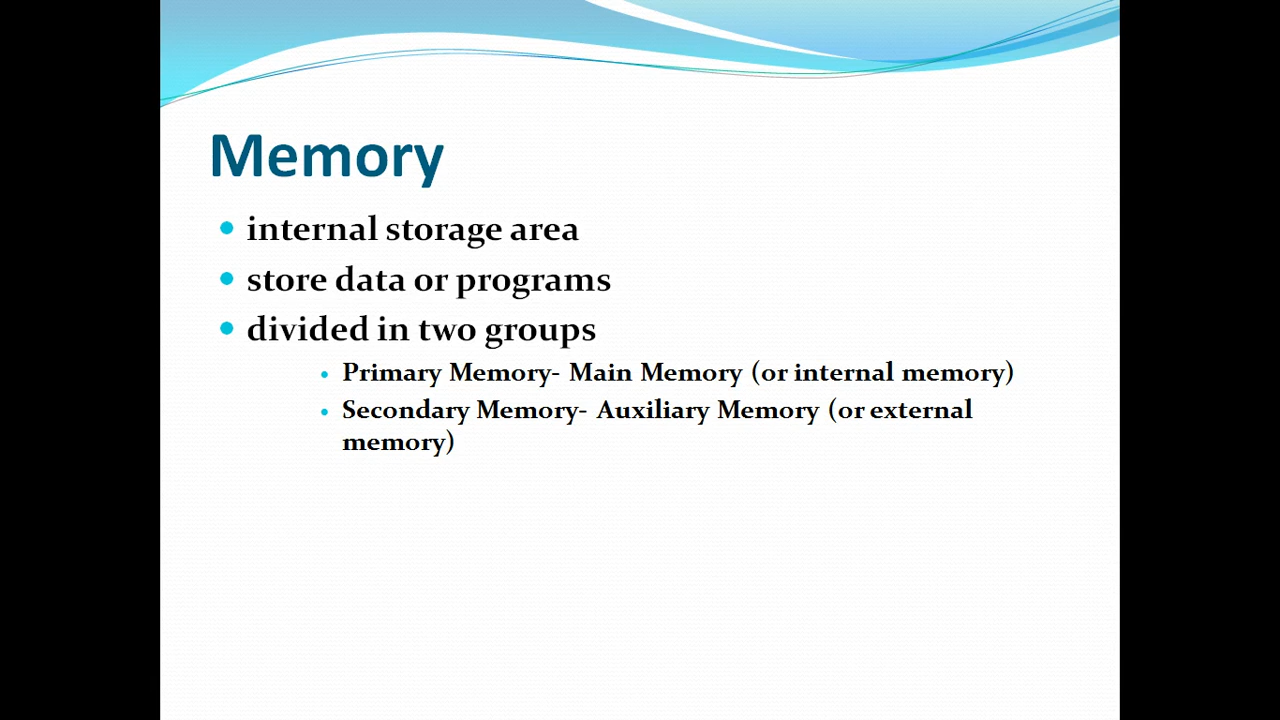 Memory
internal storage area
store data or programs
divided in two groups
Primary Memory- Main Memory (or internal memory)
Secondary Memory- Auxiliary Memory (or external
memory)